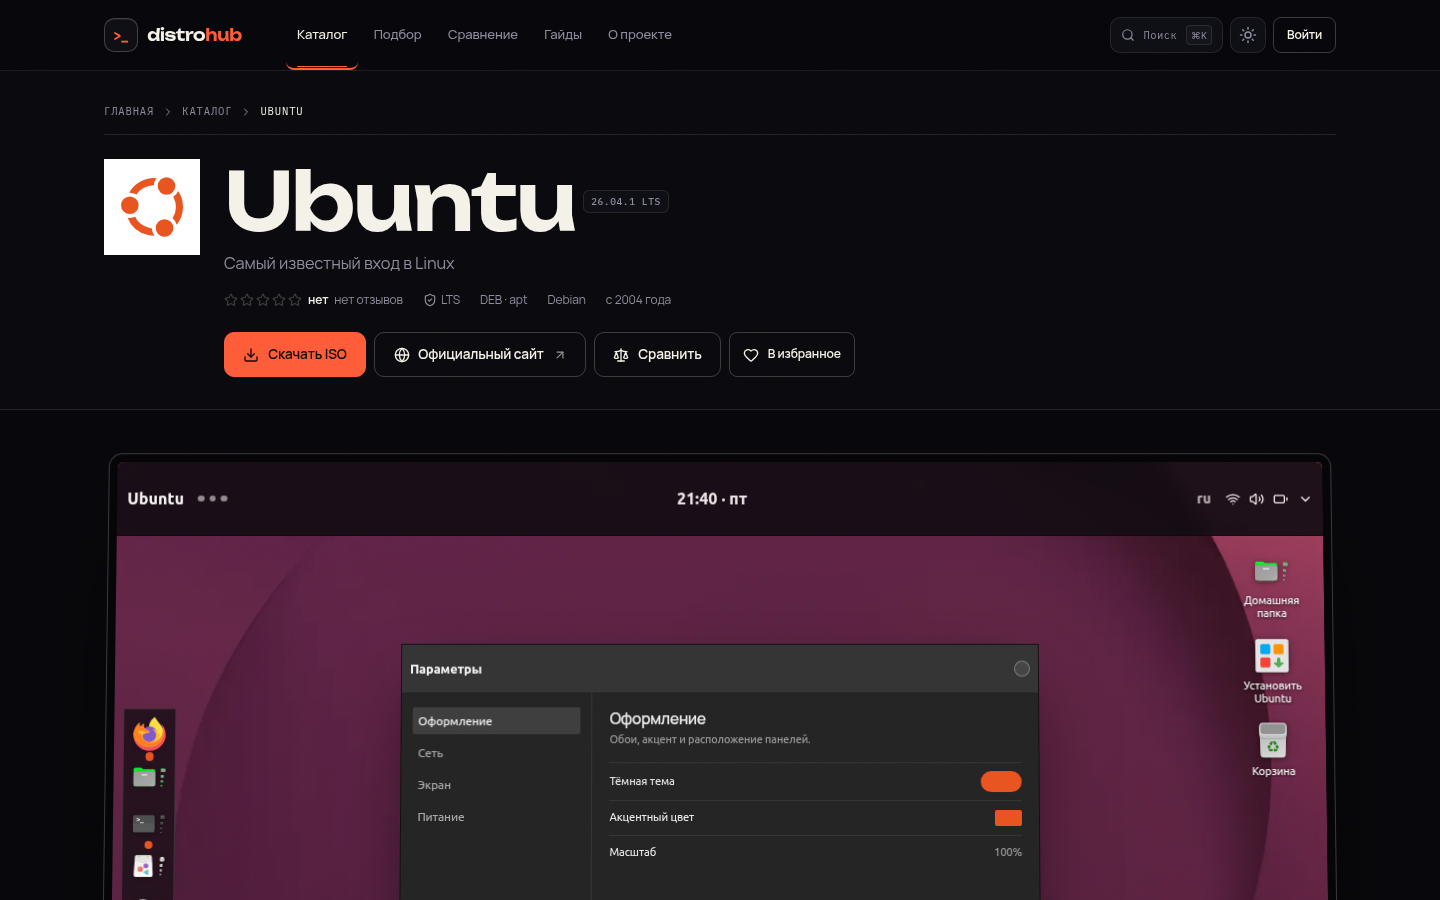 >_ distrohub Каталог Подбор Сравнение Гайды О проекте Поиск ⌘K Войти
ГЛАВНАЯ > КАТАЛОГ > UBUNTU
Ubuntu 26.04.1 LTS
Самый известный вход в Linux
нет нет отзывов LTS DEB · apt Debian с 2004 года
Скачать ISO Официальный сайт Сравнить В избранное
Ubuntu 21:40 · пт ru
Домашняя
папка
Параметры
Установить
Ubuntu
Оформление
Сеть
Экран
Питание
Оформление
Обои, акцент и расположение панелей.
Тёмная тема
Акцентный цвет
Масштаб 100%
Корзина
>_